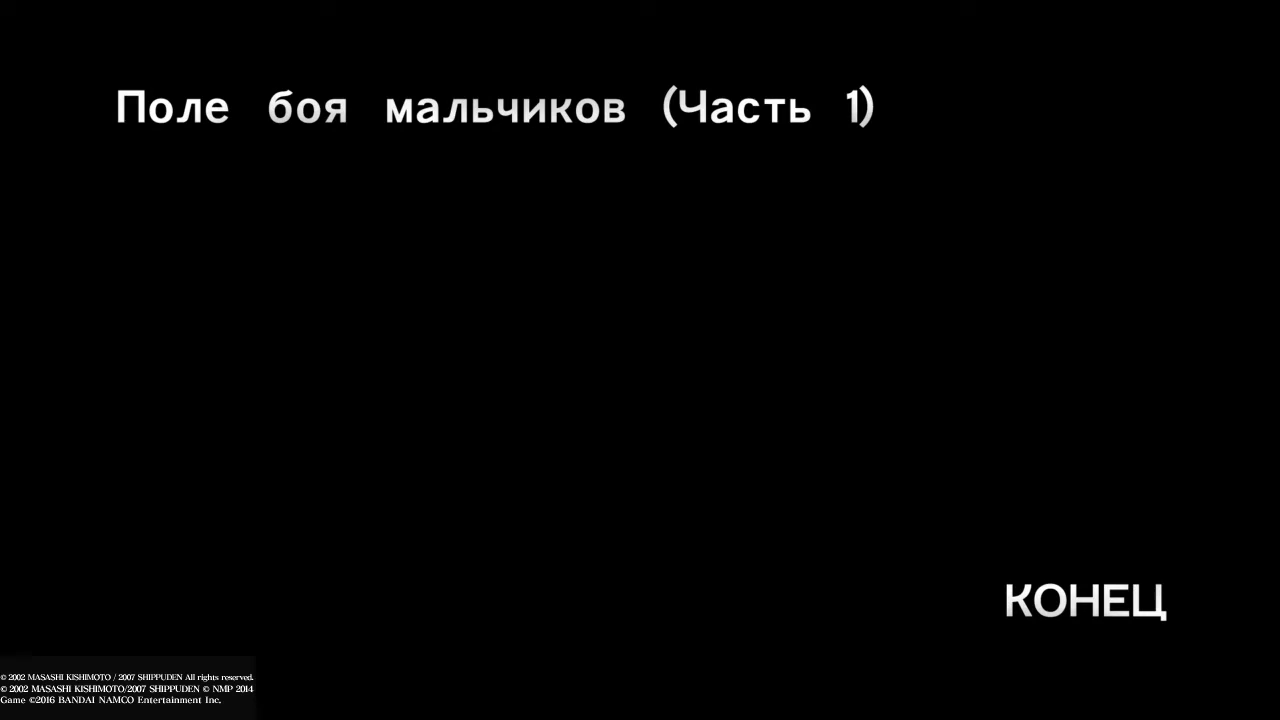 Поле боя мальчиков (Часть 1)
КОНЕЦ
© 2002 MASASHI KISHIMOTO / 2007 SHIPPUDEN All rights reserved.
© 2002 MASASHI KISHIMOTO/2007 SHIPPUDEN © NMP 2014
Game ©2016 BANDAI NAMCO Entertainment Inc.